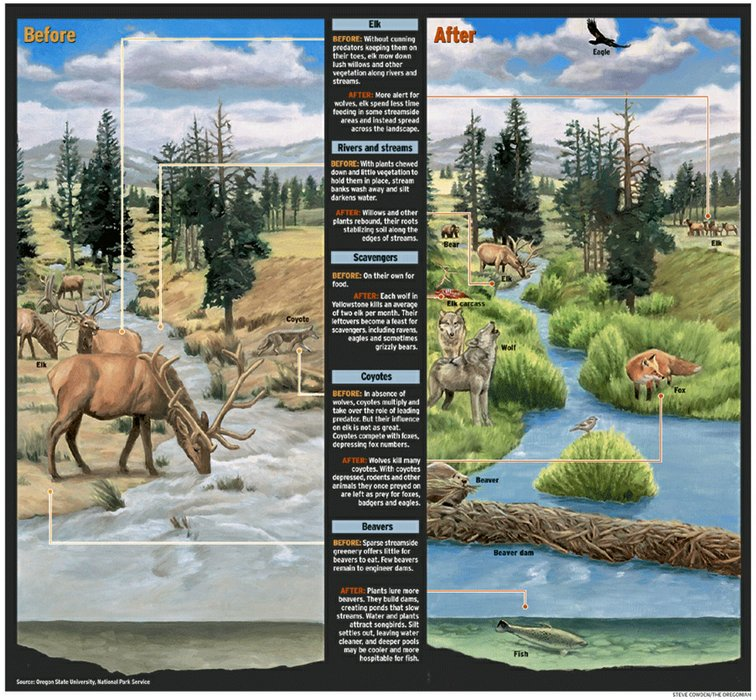 Before
Elk
BEFORE: Without cunning
predators keeping them on
their toes, elk mow down
lush willows and other
vegetation along rivers and
streams.
AFTER: More alert for
wolves, elk spend less time
feeding in some streamside
areas and instead spread
across the landscape.
Rivers and streams
BEFORE: With plants chewed
down and little vegetation to
hold them in place, stream
banks wash away and silt
darkens water.
AFTER: Willows and other
plants rebound, their roots
stablizing soil along the
edges of streams.
Scavengers
BEFORE: On their own for
food.
AFTER: Each wolf in
Yellowstone kills an average
of two elk per month. Their
leftovers become a feast for
scavengers, including ravens,
eagles and sometimes
grizzly bears.
Coyotes
BEFORE: In absence of
wolves, coyotes multiply and
take over the role of leading
predator. But their influence
on elk is not as great.
Coyotes compete with foxes,
depressing fox numbers.
AFTER: Wolves kill many
coyotes. With coyotes
depressed, rodents and other
animals they once preyed on
are left as prey for foxes,
badgers and eagles.
Beavers
BEFORE: Sparse streamside
greenery offers little for
beavers to eat. Few beavers
remain to engineer dams.
AFTER: Plants lure more
beavers. They build dams,
creating ponds that slow
streams. Water and plants
attract songbirds. Silt
settles out, leaving water
cleaner, and deeper pools
may be cooler and more
hospitable for fish.
Coyote
Elk
After
Eagle
Bear
Elk
Elk
Elk carcass
Wolf
Fox
Beaver
Beaver dam
Fish
Source: Oregon State University, National Park Service
STEVE COWDEN/THE OREGONIAN